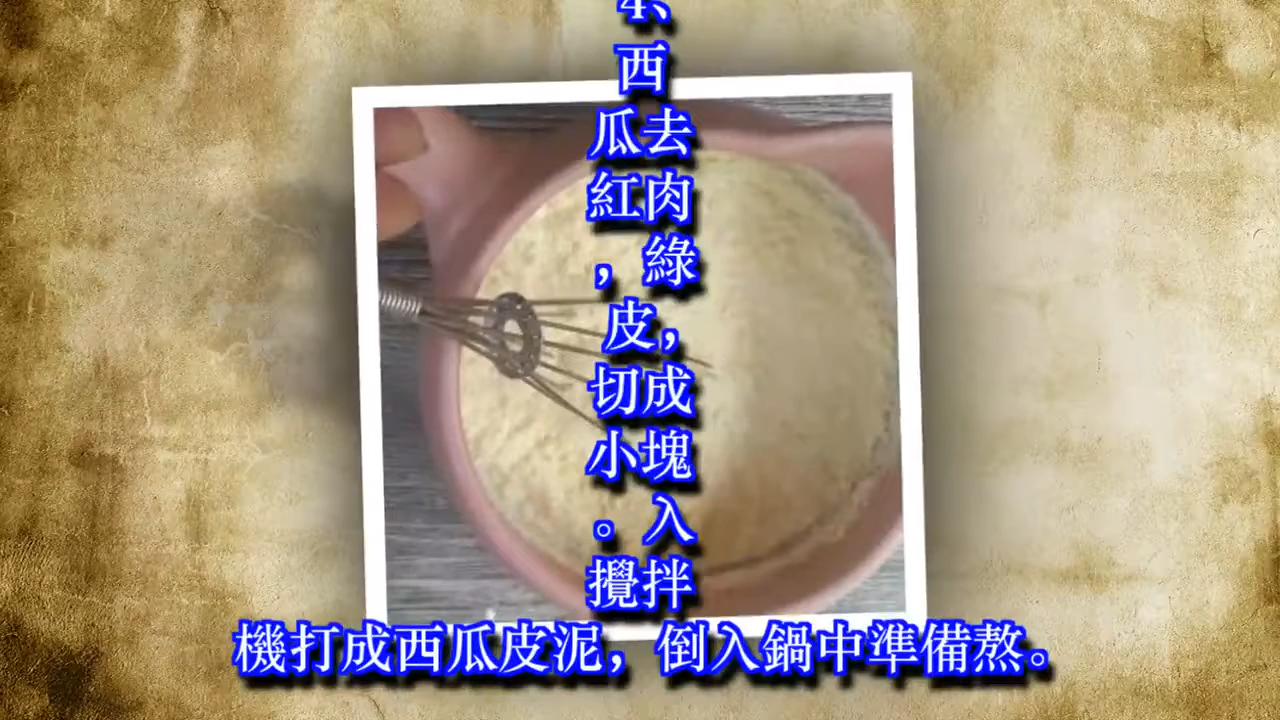 4、
西
瓜去
紅肉
，綠
皮，
切成
小塊
。入
攪拌
機打成西瓜皮泥，倒入鍋中準備熬。